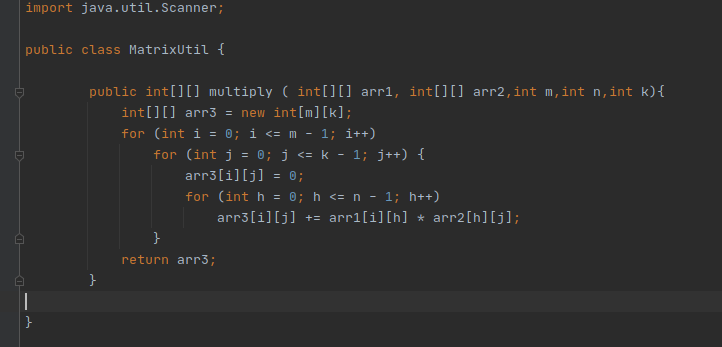 import java.util.Scanner;
public class MatrixUtil {
public int[][] multiply ( int[][] arr1, int[][] arr2,int m,int n,int k){
int[][] arr3 = new int[m][k];
for (int i = 0; i <= m - 1; i++)
for (int j = 0; j <= k - 1; j++) {
arr3[i][j] = 0;
for (int h = 0; h <= n - 1; h++)
arr3[i][j] += arr1[i][h] * arr2[h][j];
}
return arr3;
}
}